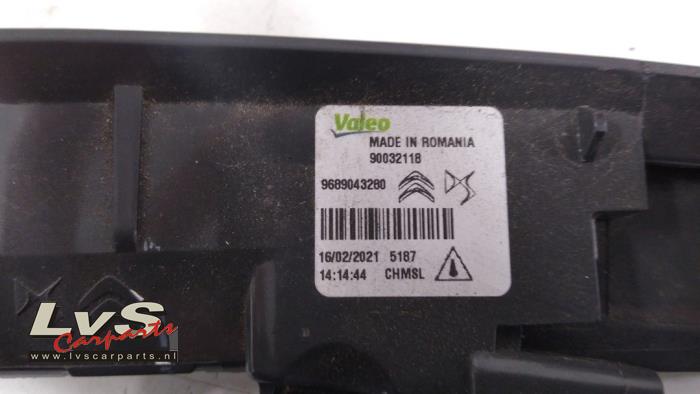 Valeo
MADE IN ROMANIA
90032118
9689043280
16/02/2021 5187
14:14:44 CHMSL
LvS
Carparts
www.lvscarparts.nl